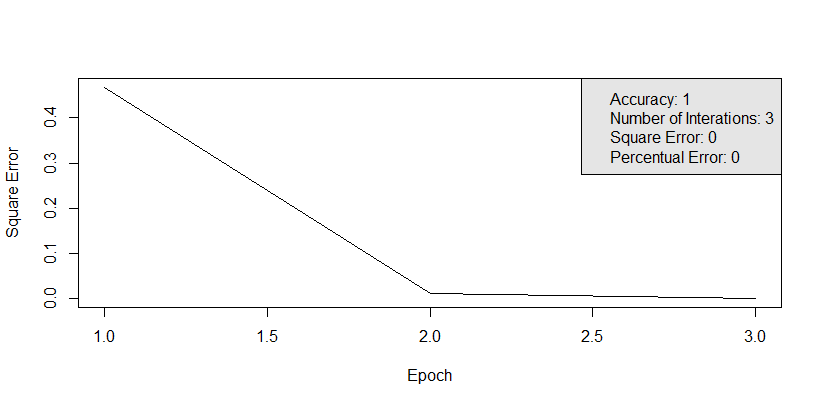 Accuracy: 1
Number of Interations: 3
Square Error: 0
Percentual Error: 0
Square Error
0.4
0.3
0.2
0.1
0.0
1.0 1.5 2.0 2.5 3.0
Epoch